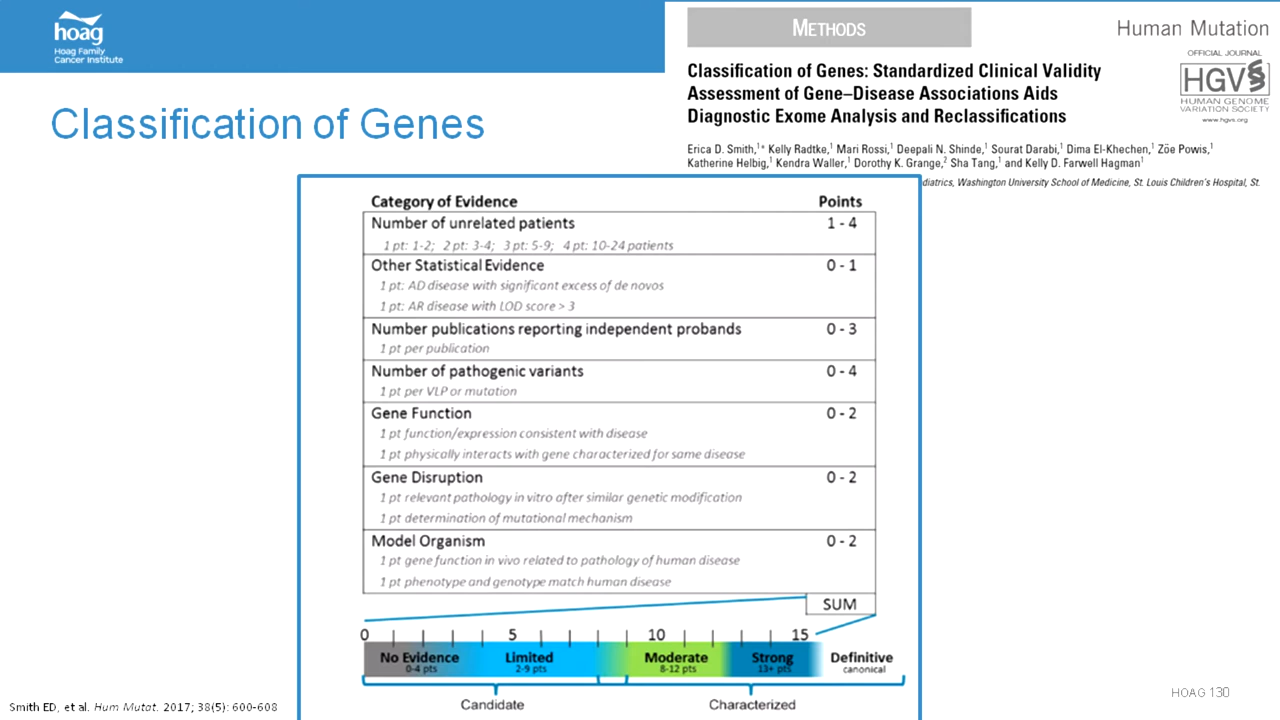 hoag
Hoag Family
Cancer Institute
METHODS
Human Mutation
OFFICIAL JOURNAL
HGVS
HUMAN GENOME
VARIATION SOCIETY
www.hgvs.org
Classification of Genes: Standardized Clinical Validity
Assessment of Gene–Disease Associations Aids
Diagnostic Exome Analysis and Reclassifications
Erica D. Smith,1* Kelly Radtke,1 Mari Rossi,1 Deepali N. Shinde,1 Sourat Darabi,1 Dima El-Khechen,1 Zöe Powis,1
Katherine Helbig,1 Kendra Waller,1 Dorothy K. Grange,2 Sha Tang,1 and Kelly D. Farwell Hagman1
diatrics, Washington University School of Medicine, St. Louis Children's Hospital, St.
Classification of Genes
Category of Evidence Points
Number of unrelated patients 1 - 4
1 pt: 1-2; 2 pt: 3-4; 3 pt: 5-9; 4 pt: 10-24 patients
Other Statistical Evidence 0 - 1
1 pt: AD disease with significant excess of de novos
1 pt: AR disease with LOD score > 3
Number publications reporting independent probands 0 - 3
1 pt per publication
Number of pathogenic variants 0 - 4
1 pt per VLP or mutation
Gene Function 0 - 2
1 pt function/expression consistent with disease
1 pt physically interacts with gene characterized for same disease
Gene Disruption 0 - 2
1 pt relevant pathology in vitro after similar genetic modification
1 pt determination of mutational mechanism
Model Organism 0 - 2
1 pt gene function in vivo related to pathology of human disease
1 pt phenotype and genotype match human disease
SUM
0 5 10 15
No Evidence Limited Moderate Strong Definitive
0-4 pts 2-9 pts 8-12 pts 13+ pts canonical
Candidate Characterized
Smith ED, et al. Hum Mutat. 2017; 38(5): 600-608
HOAG 130